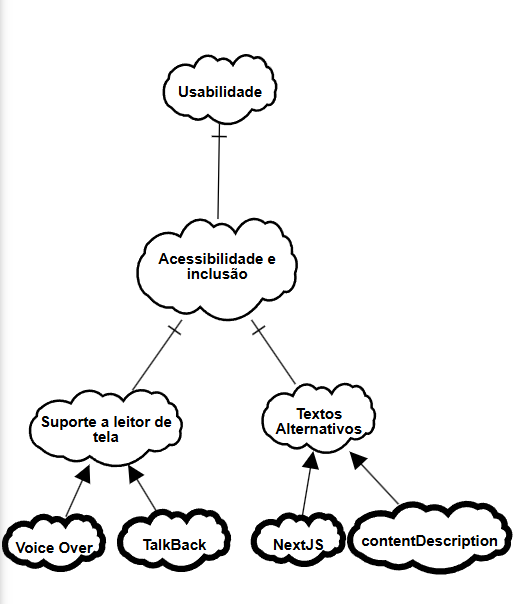 Usabilidade
Acessibilidade e
inclusão
Suporte a leitor de
tela
Textos
Alternativos
Voice Over
TalkBack
NextJS
contentDescription